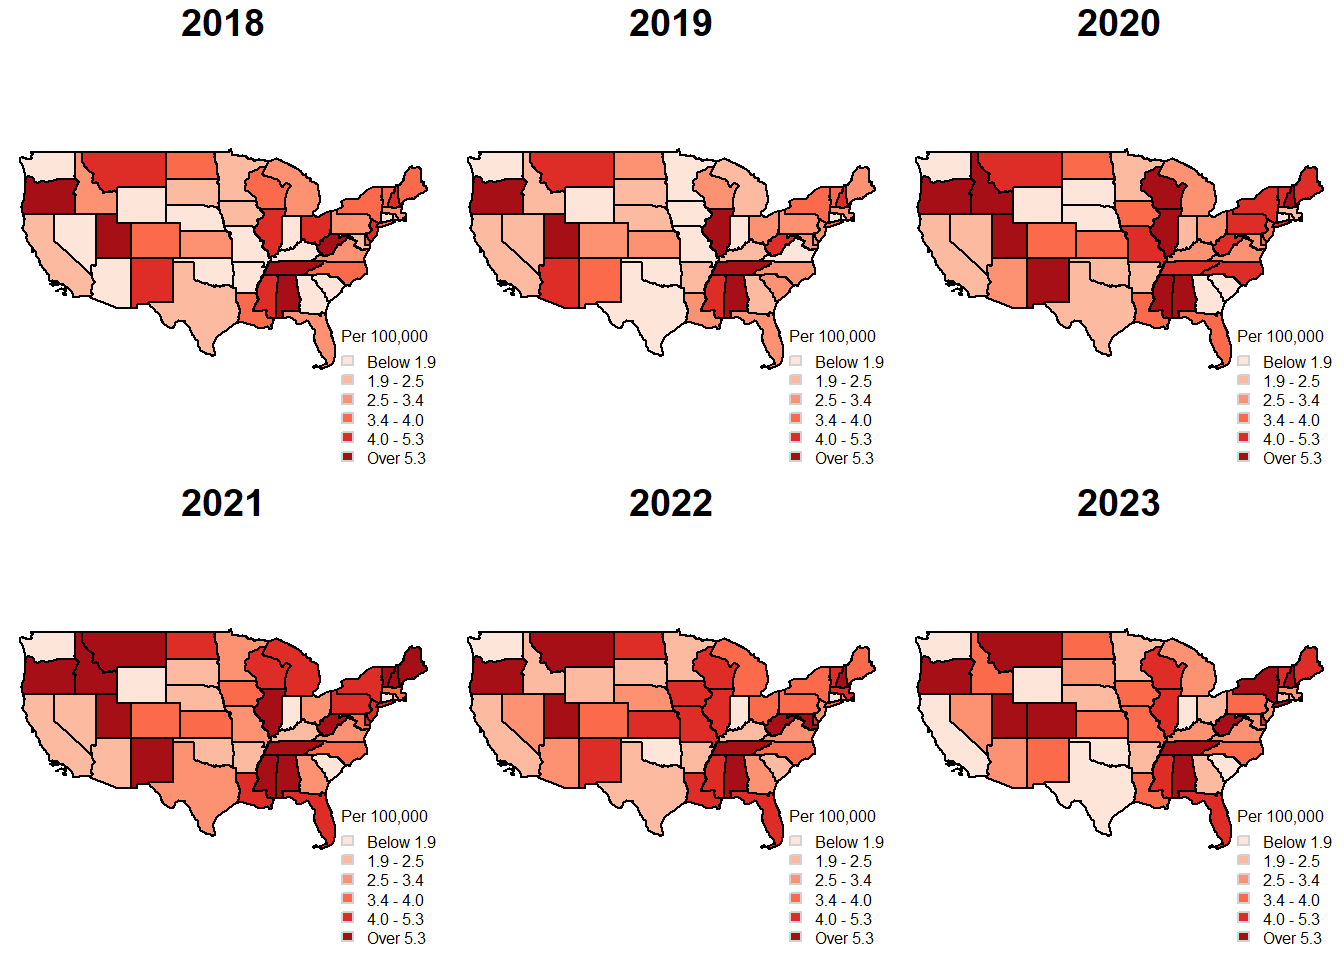 2018
2019
2020
Per 100,000
Below 1.9
1.9 - 2.5
2.5 - 3.4
3.4 - 4.0
4.0 - 5.3
Over 5.3
Per 100,000
Below 1.9
1.9 - 2.5
2.5 - 3.4
3.4 - 4.0
4.0 - 5.3
Over 5.3
Per 100,000
Below 1.9
1.9 - 2.5
2.5 - 3.4
3.4 - 4.0
4.0 - 5.3
Over 5.3
2021
2022
2023
Per 100,000
Below 1.9
1.9 - 2.5
2.5 - 3.4
3.4 - 4.0
4.0 - 5.3
Over 5.3
Per 100,000
Below 1.9
1.9 - 2.5
2.5 - 3.4
3.4 - 4.0
4.0 - 5.3
Over 5.3
Per 100,000
Below 1.9
1.9 - 2.5
2.5 - 3.4
3.4 - 4.0
4.0 - 5.3
Over 5.3